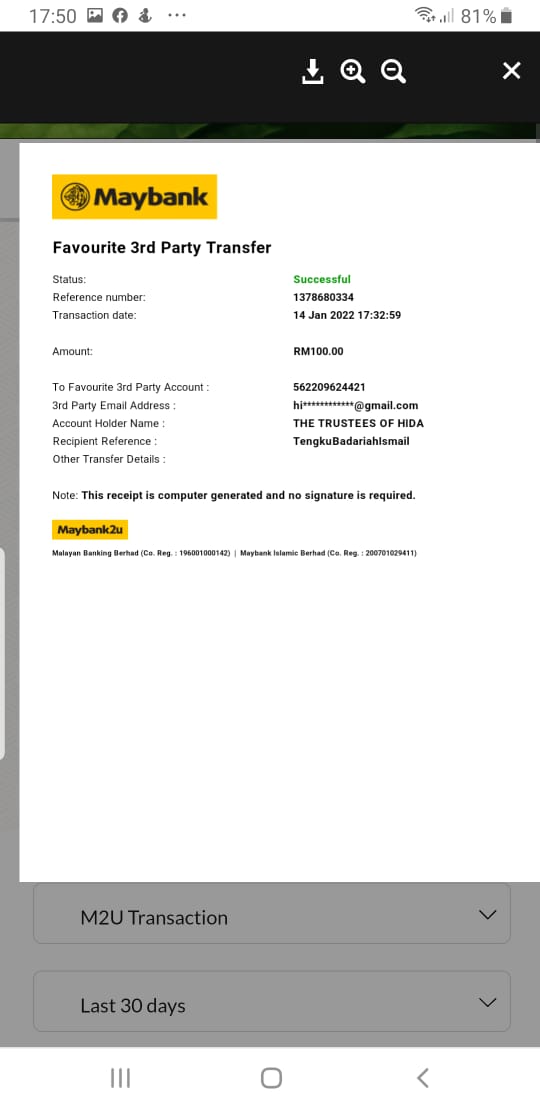 17:50 81%
Maybank
Favourite 3rd Party Transfer
Status: Successful
Reference number: 1378680334
Transaction date: 14 Jan 2022 17:32:59
Amount: RM100.00
To Favourite 3rd Party Account : 562209624421
3rd Party Email Address : hi************@gmail.com
Account Holder Name : THE TRUSTEES OF HIDA
Recipient Reference : TengkuBadariahIsmail
Other Transfer Details :
Note: This receipt is computer generated and no signature is required.
Maybank2u
Malayan Banking Berhad (Co. Reg. : 196001000142) | Maybank Islamic Berhad (Co. Reg. : 200701029411)
M2U Transaction
Last 30 days